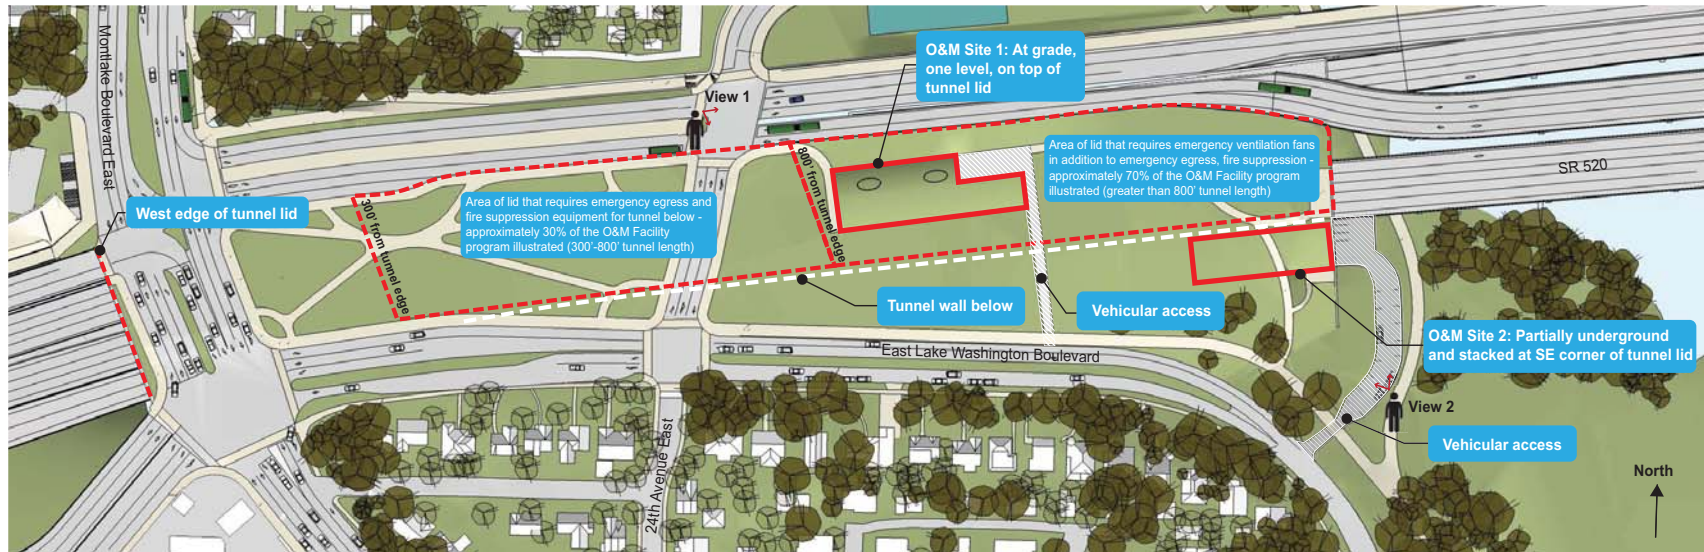 Montlake Boulevard East
O&M Site 1: At grade,
one level, on top of
tunnel lid
View 1
Area of lid that requires emergency ventilation fans
in addition to emergency egress, fire suppression -
approximately 70% of the O&M Facility program
illustrated (greater than 800' tunnel length)
SR 520
800' from tunnel edge
West edge of tunnel lid
300' from tunnel edge
Area of lid that requires emergency egress and
fire suppression equipment for tunnel below -
approximately 30% of the O&M Facility
program illustrated (300'-800' tunnel length)
Tunnel wall below
Vehicular access
O&M Site 2: Partially underground
and stacked at SE corner of tunnel lid
East Lake Washington Boulevard
View 2
Vehicular access
24th Avenue East
North